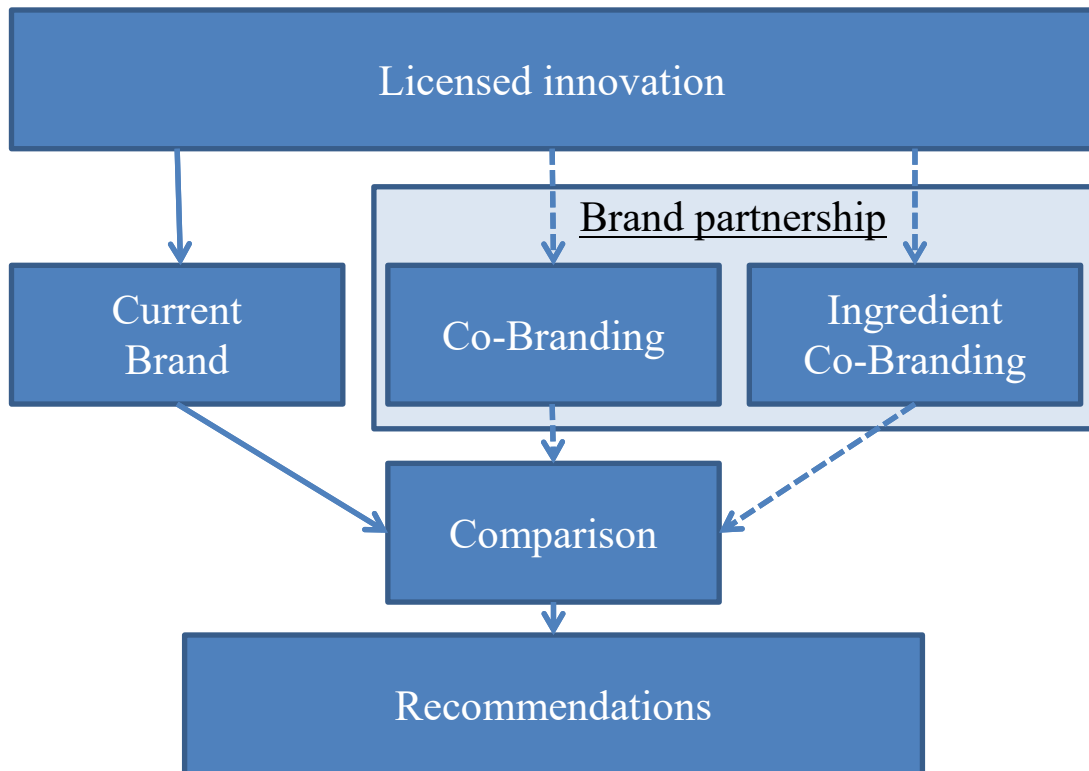 Licensed innovation
Brand partnership
Current
Brand
Co-Branding
Ingredient
Co-Branding
Comparison
Recommendations